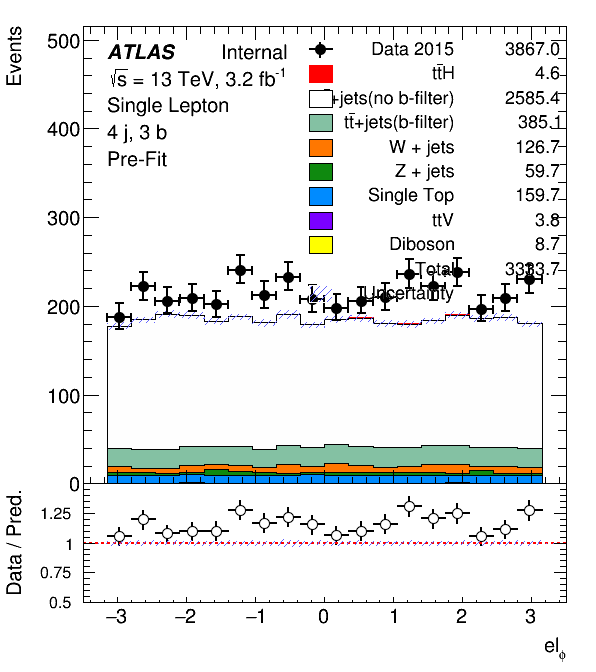 Events
500
400
300
200
100
0
ATLAS Internal
√s = 13 TeV, 3.2 fb⁻¹
Single Lepton
4 j, 3 b
Pre-Fit
Data 2015 3867.0
tt̄H 4.6
+jets(no b-filter) 2585.4
tt̄+jets(b-filter) 385.1
W + jets 126.7
Z + jets 59.7
Single Top 159.7
ttV 3.8
Diboson 8.7
Total 3333.7
Uncertainty
Data / Pred.
1.25
1
0.75
0.5
−3 −2 −1 0 1 2 3
el_ϕ